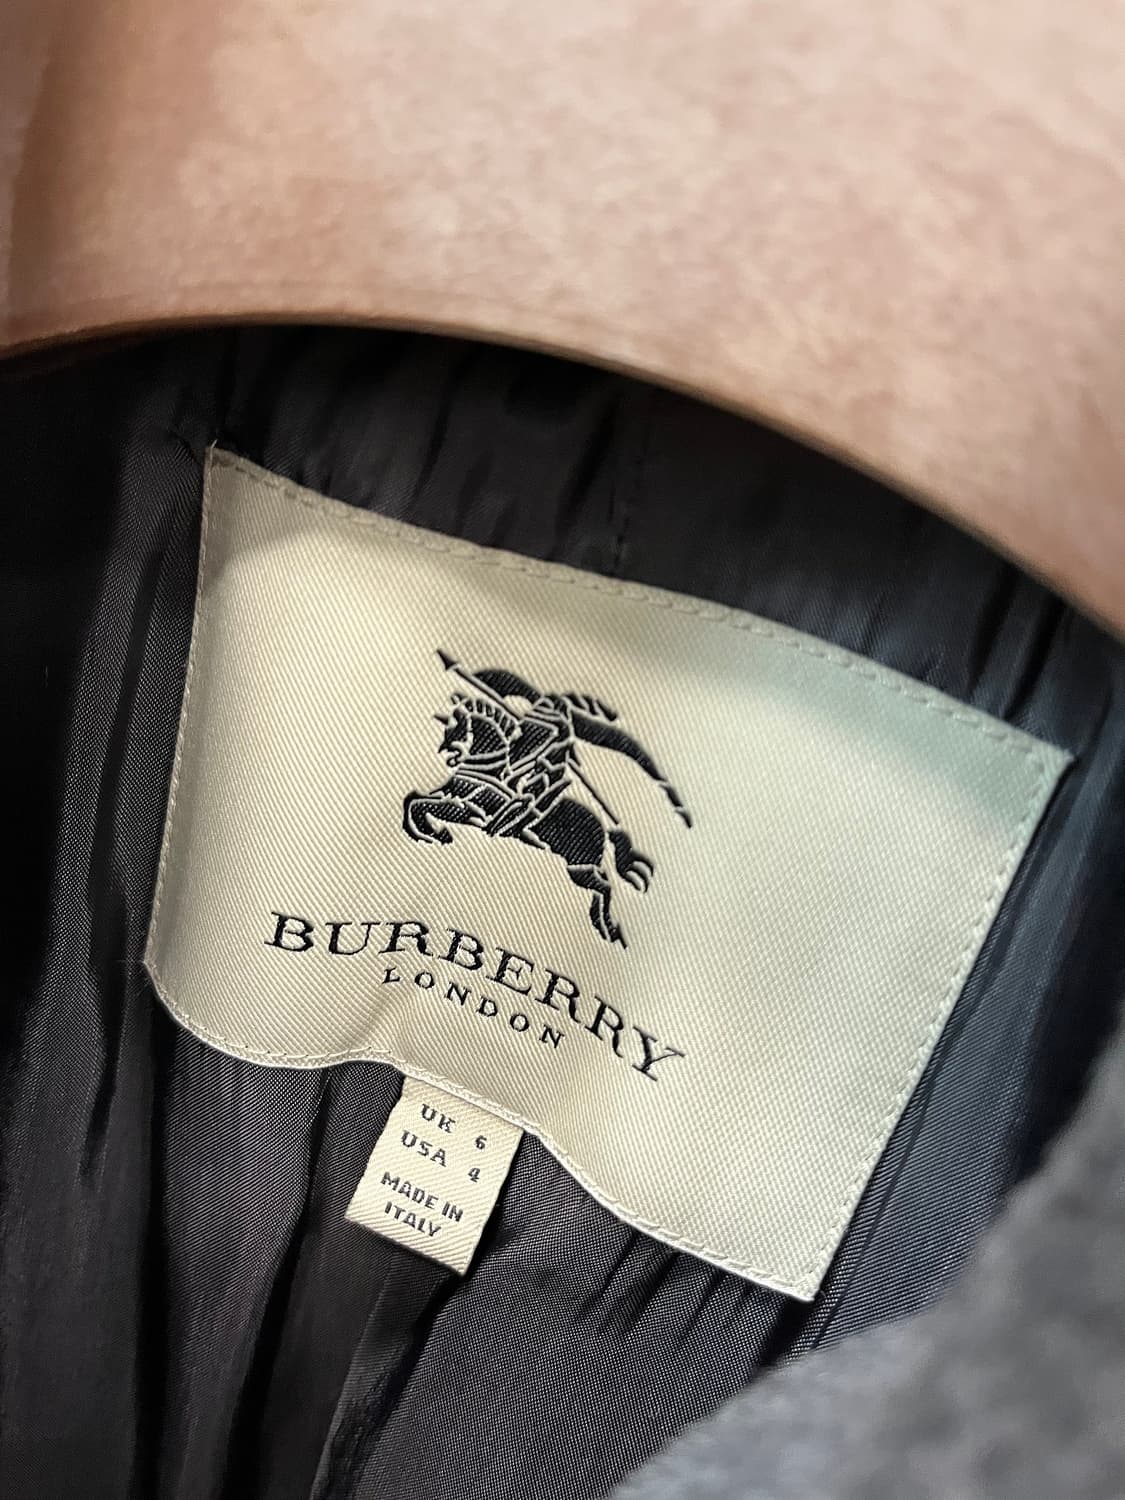 BURBERRY
LONDON
UK 6
USA 4
MADE IN
ITALY